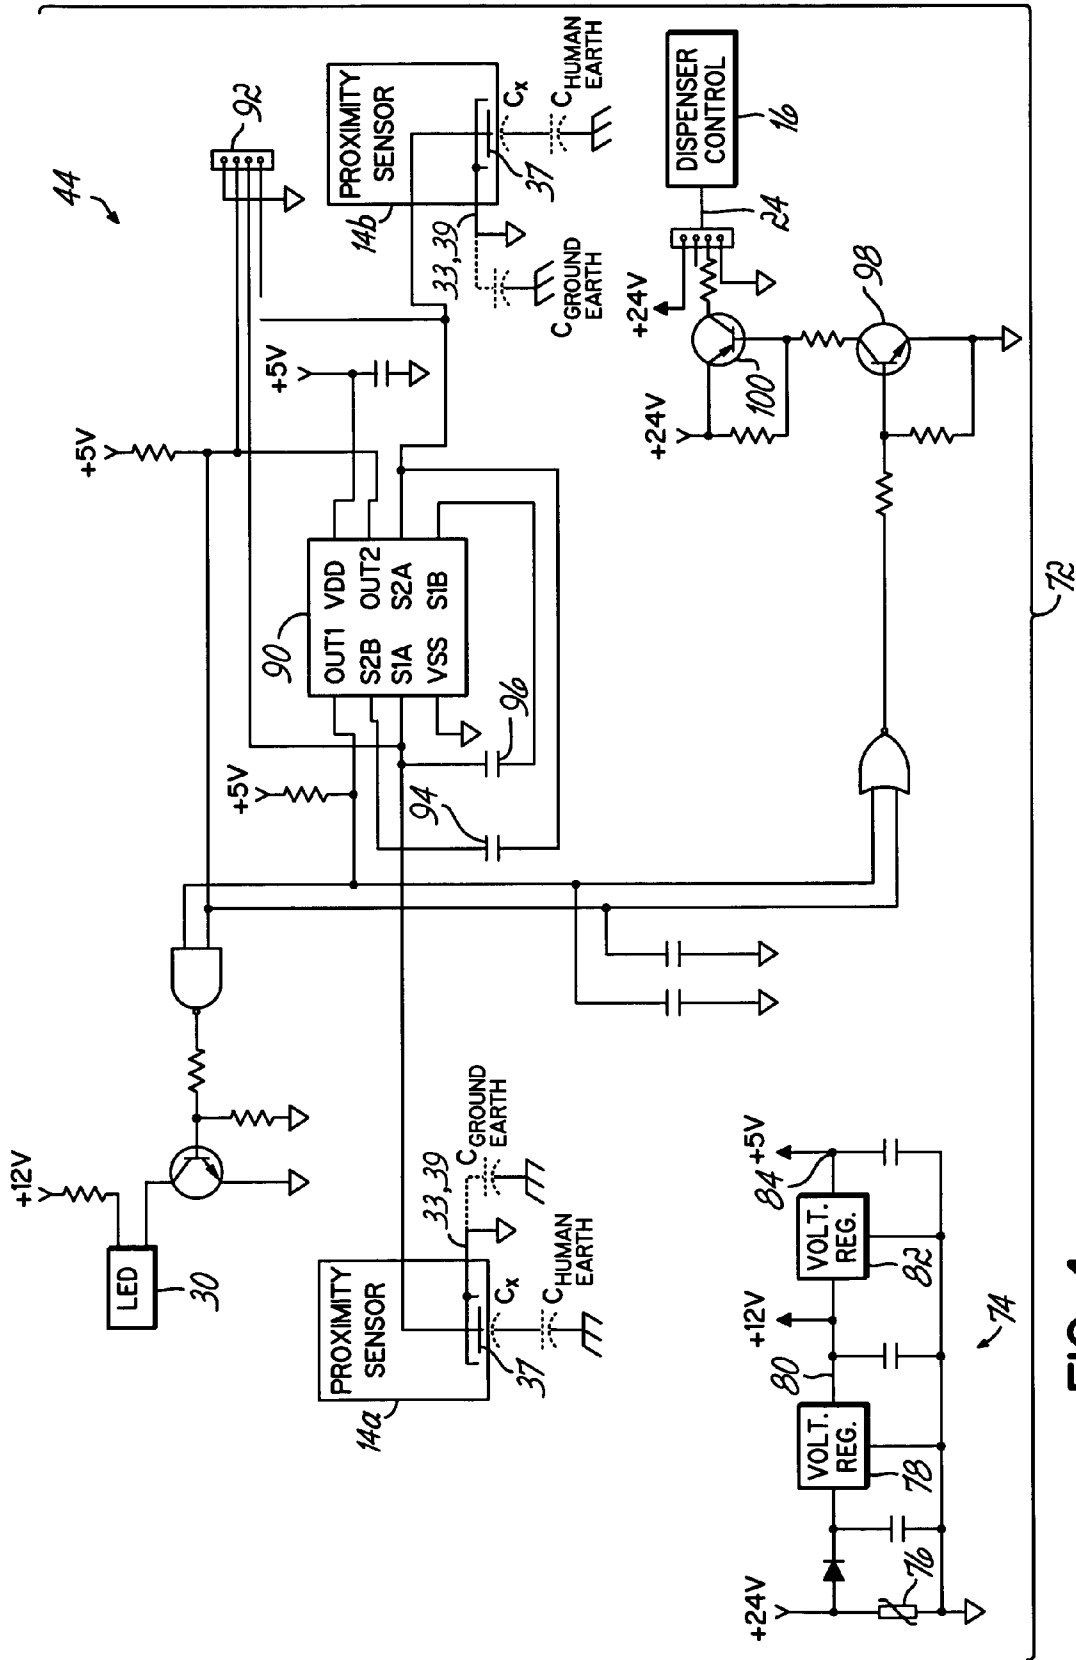 44
+5V
92
+5V
90
OUT1 VDD
S2B OUT2
S1A S2A
VSS S1B
+5V
94
96
PROXIMITY
SENSOR
14b
33,39
37
Cx
CHUMAN
EARTH
CGROUND
EARTH
+12V
LED
30
PROXIMITY
SENSOR
14a
33,39
37
Cx
CHUMAN
EARTH
CGROUND
EARTH
+24V
+24V
100
98
24
DISPENSER
CONTROL
16
+24V
76
VOLT.
REG.
78
80
+12V
VOLT.
REG.
82
84
+5V
74
72